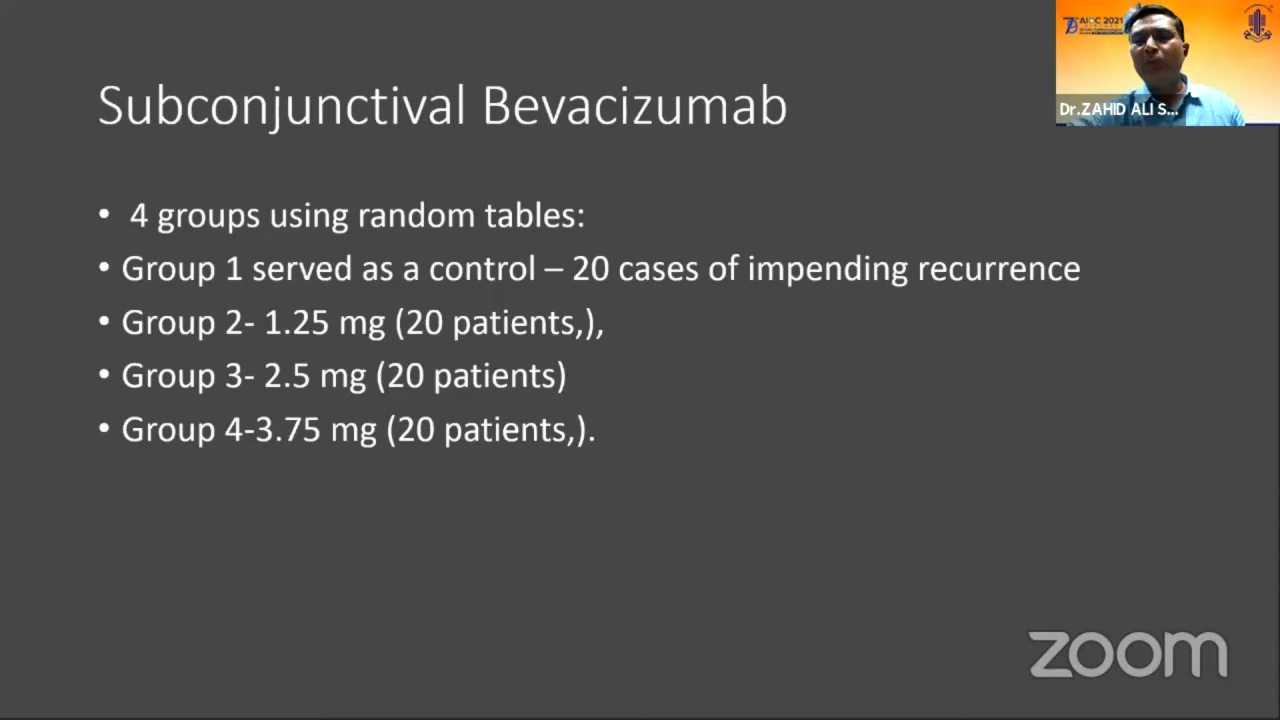 AIOC 2021
Dr.ZAHID ALI S...
Subconjunctival Bevacizumab
• 4 groups using random tables:
• Group 1 served as a control – 20 cases of impending recurrence
• Group 2- 1.25 mg (20 patients,),
• Group 3- 2.5 mg (20 patients)
• Group 4-3.75 mg (20 patients,).
zoom